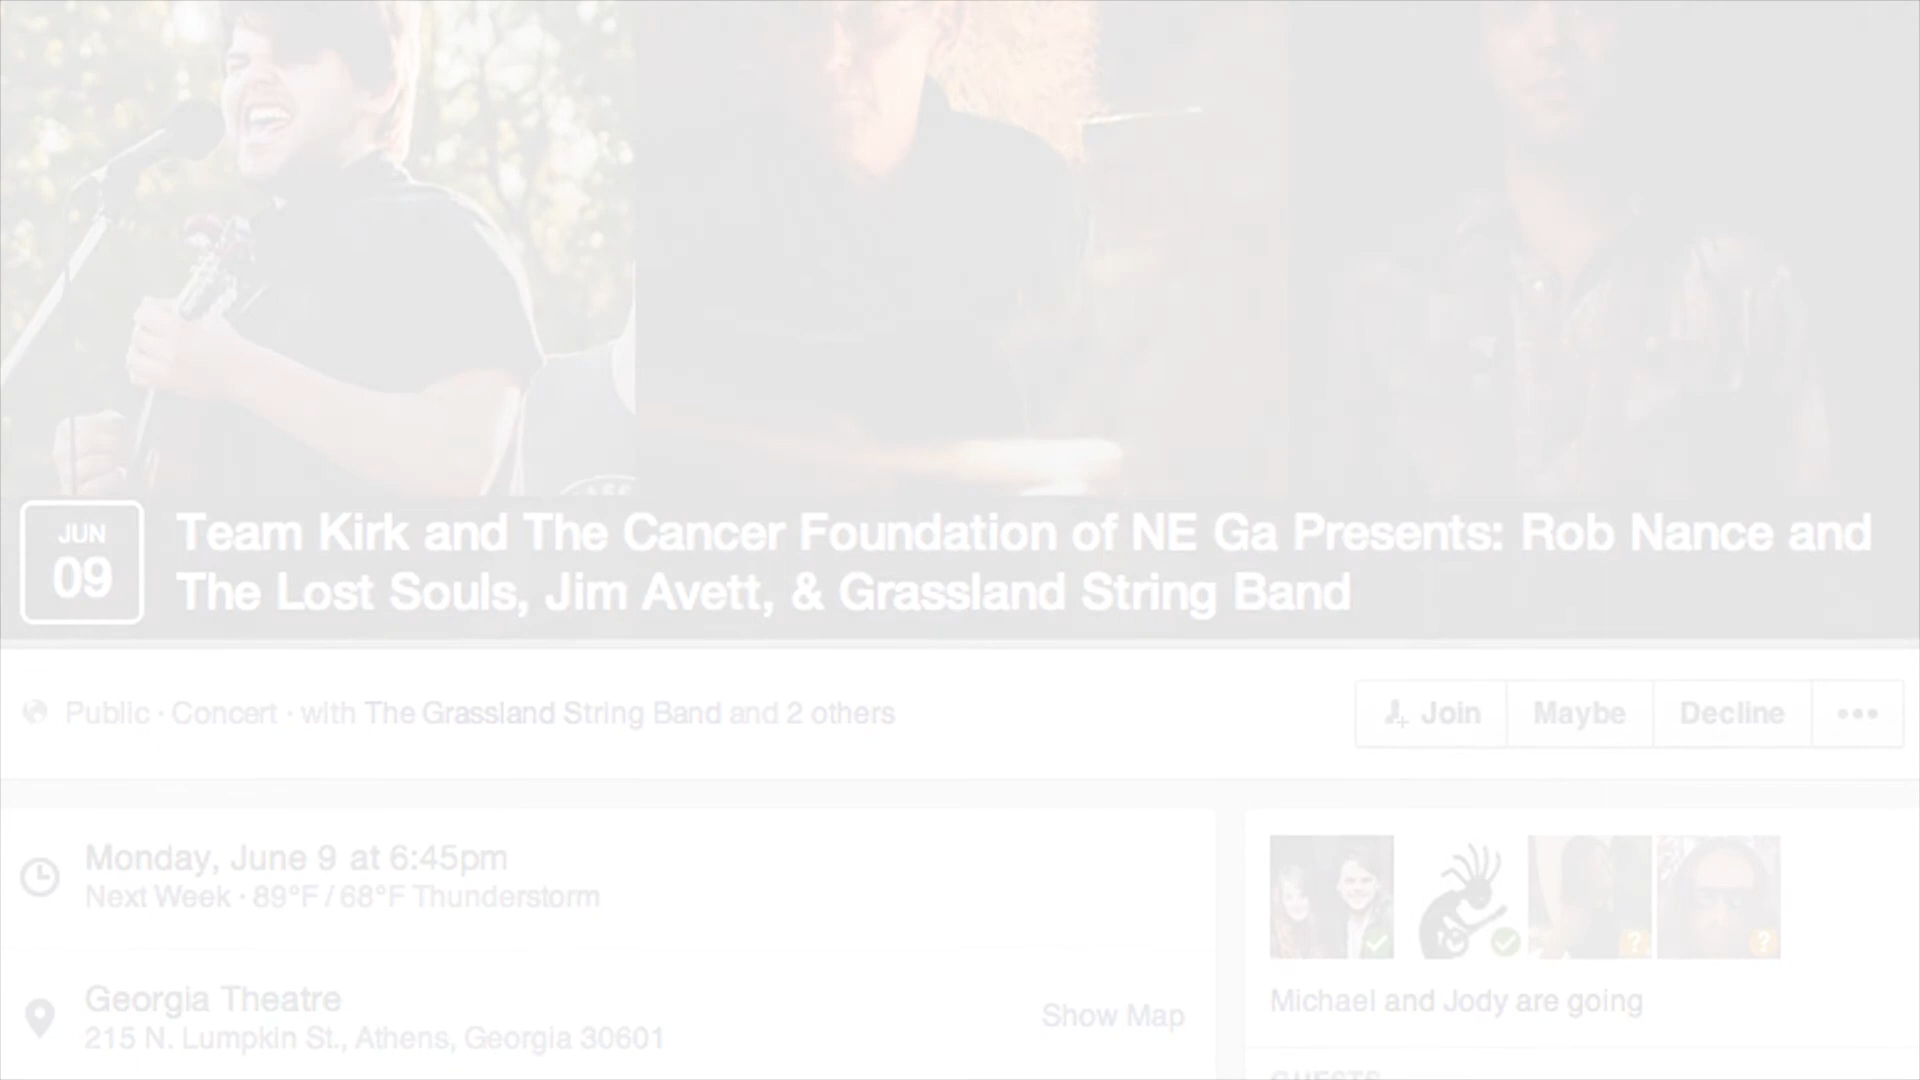 JUN
09
Team Kirk and The Cancer Foundation of NE Ga Presents: Rob Nance and
The Lost Souls, Jim Avett, & Grassland String Band
Public · Concert · with The Grassland String Band and 2 others
Join
Maybe
Decline
Monday, June 9 at 6:45pm
Next Week · 89°F / 68°F Thunderstorm
Georgia Theatre
215 N. Lumpkin St., Athens, Georgia 30601
Show Map
Michael and Jody are going
GUESTS